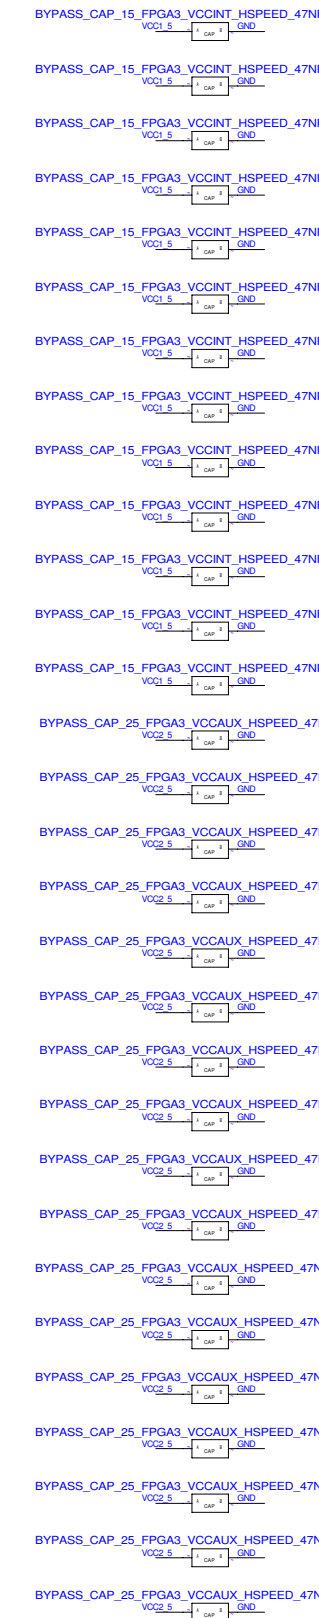 BYPASS_CAP_15_FPGA3_VCCINT_HSPEED_47N
VCC1_5 GND
A CAP B
BYPASS_CAP_15_FPGA3_VCCINT_HSPEED_47N
VCC1_5 GND
A CAP B
BYPASS_CAP_15_FPGA3_VCCINT_HSPEED_47N
VCC1_5 GND
A CAP B
BYPASS_CAP_15_FPGA3_VCCINT_HSPEED_47N
VCC1_5 GND
A CAP B
BYPASS_CAP_15_FPGA3_VCCINT_HSPEED_47N
VCC1_5 GND
A CAP B
BYPASS_CAP_15_FPGA3_VCCINT_HSPEED_47N
VCC1_5 GND
A CAP B
BYPASS_CAP_15_FPGA3_VCCINT_HSPEED_47N
VCC1_5 GND
A CAP B
BYPASS_CAP_15_FPGA3_VCCINT_HSPEED_47N
VCC1_5 GND
A CAP B
BYPASS_CAP_15_FPGA3_VCCINT_HSPEED_47N
VCC1_5 GND
A CAP B
BYPASS_CAP_15_FPGA3_VCCINT_HSPEED_47N
VCC1_5 GND
A CAP B
BYPASS_CAP_15_FPGA3_VCCINT_HSPEED_47N
VCC1_5 GND
A CAP B
BYPASS_CAP_15_FPGA3_VCCINT_HSPEED_47N
VCC1_5 GND
A CAP B
BYPASS_CAP_15_FPGA3_VCCINT_HSPEED_47N
VCC1_5 GND
A CAP B
BYPASS_CAP_25_FPGA3_VCCAUX_HSPEED_47
VCC2_5 GND
A CAP B
BYPASS_CAP_25_FPGA3_VCCAUX_HSPEED_47
VCC2_5 GND
A CAP B
BYPASS_CAP_25_FPGA3_VCCAUX_HSPEED_47
VCC2_5 GND
A CAP B
BYPASS_CAP_25_FPGA3_VCCAUX_HSPEED_47
VCC2_5 GND
A CAP B
BYPASS_CAP_25_FPGA3_VCCAUX_HSPEED_47
VCC2_5 GND
A CAP B
BYPASS_CAP_25_FPGA3_VCCAUX_HSPEED_47
VCC2_5 GND
A CAP B
BYPASS_CAP_25_FPGA3_VCCAUX_HSPEED_47
VCC2_5 GND
A CAP B
BYPASS_CAP_25_FPGA3_VCCAUX_HSPEED_47
VCC2_5 GND
A CAP B
BYPASS_CAP_25_FPGA3_VCCAUX_HSPEED_47
VCC2_5 GND
A CAP B
BYPASS_CAP_25_FPGA3_VCCAUX_HSPEED_47
VCC2_5 GND
A CAP B
BYPASS_CAP_25_FPGA3_VCCAUX_HSPEED_47N
VCC2_5 GND
A CAP B
BYPASS_CAP_25_FPGA3_VCCAUX_HSPEED_47N
VCC2_5 GND
A CAP B
BYPASS_CAP_25_FPGA3_VCCAUX_HSPEED_47N
VCC2_5 GND
A CAP B
BYPASS_CAP_25_FPGA3_VCCAUX_HSPEED_47N
VCC2_5 GND
A CAP B
BYPASS_CAP_25_FPGA3_VCCAUX_HSPEED_47N
VCC2_5 GND
A CAP B
BYPASS_CAP_25_FPGA3_VCCAUX_HSPEED_47N
VCC2_5 GND
A CAP B
BYPASS_CAP_25_FPGA3_VCCAUX_HSPEED_47N
VCC2_5 GND
A CAP B